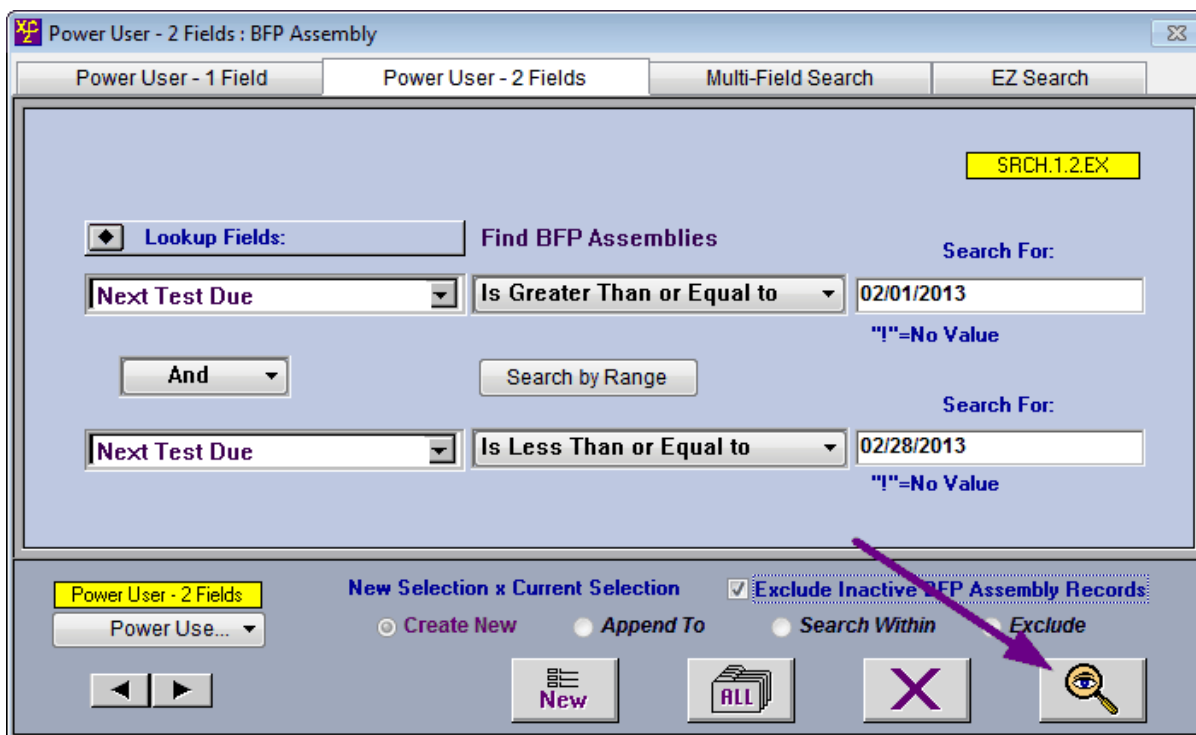 XC2
Power User - 2 Fields : BFP Assembly
Power User - 1 Field
Power User - 2 Fields
Multi-Field Search
EZ Search
SRCH.1.2.EX
Lookup Fields:
Find BFP Assemblies
Search For:
Next Test Due
Is Greater Than or Equal to
02/01/2013
"!"=No Value
And
Search by Range
Search For:
Next Test Due
Is Less Than or Equal to
02/28/2013
"!"=No Value
Power User - 2 Fields
New Selection x Current Selection
Exclude Inactive BFP Assembly Records
Power Use...
Create New
Append To
Search Within
Exclude
New
ALL